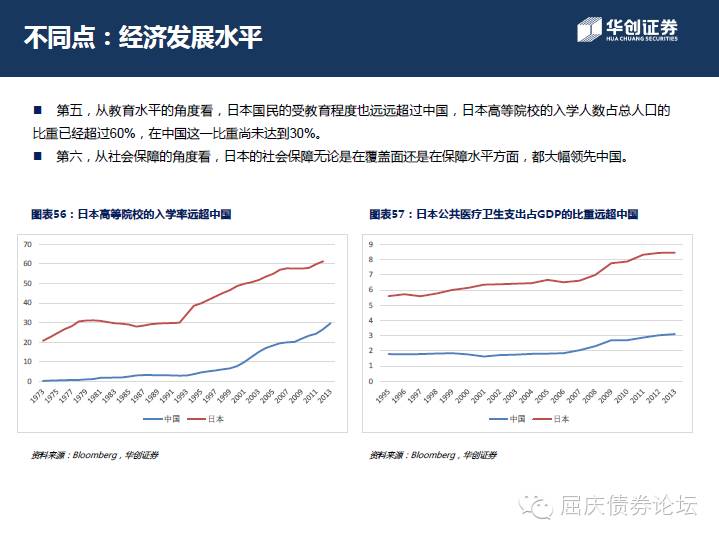 不同点：经济发展水平
华创证券
HUA CHUANG SECURITIES
■ 第五，从教育水平的角度看，日本国民的受教育程度也远远超过中国，日本高等院校的入学人数占总人口的
比重已经超过60%，在中国这一比重尚未达到30%。
■ 第六，从社会保障的角度看，日本的社会保障无论是在覆盖面还是在保障水平方面，都大幅领先中国。
图表56：日本高等院校的入学率远超中国
70
60
50
40
30
20
10
0
1973 1975 1977 1979 1981 1983 1985 1987 1989 1991 1993 1995 1997 1999 2001 2003 2005 2007 2009 2011 2013
中国 日本
资料来源：Bloomberg，华创证券
图表57：日本公共医疗卫生支出占GDP的比重远超中国
9
8
7
6
5
4
3
2
1
0
1995 1996 1997 1998 1999 2000 2001 2002 2003 2004 2005 2006 2007 2008 2009 2010 2011 2012 2013
中国 日本
资料来源：Bloomberg，华创证券
屈庆债券论坛